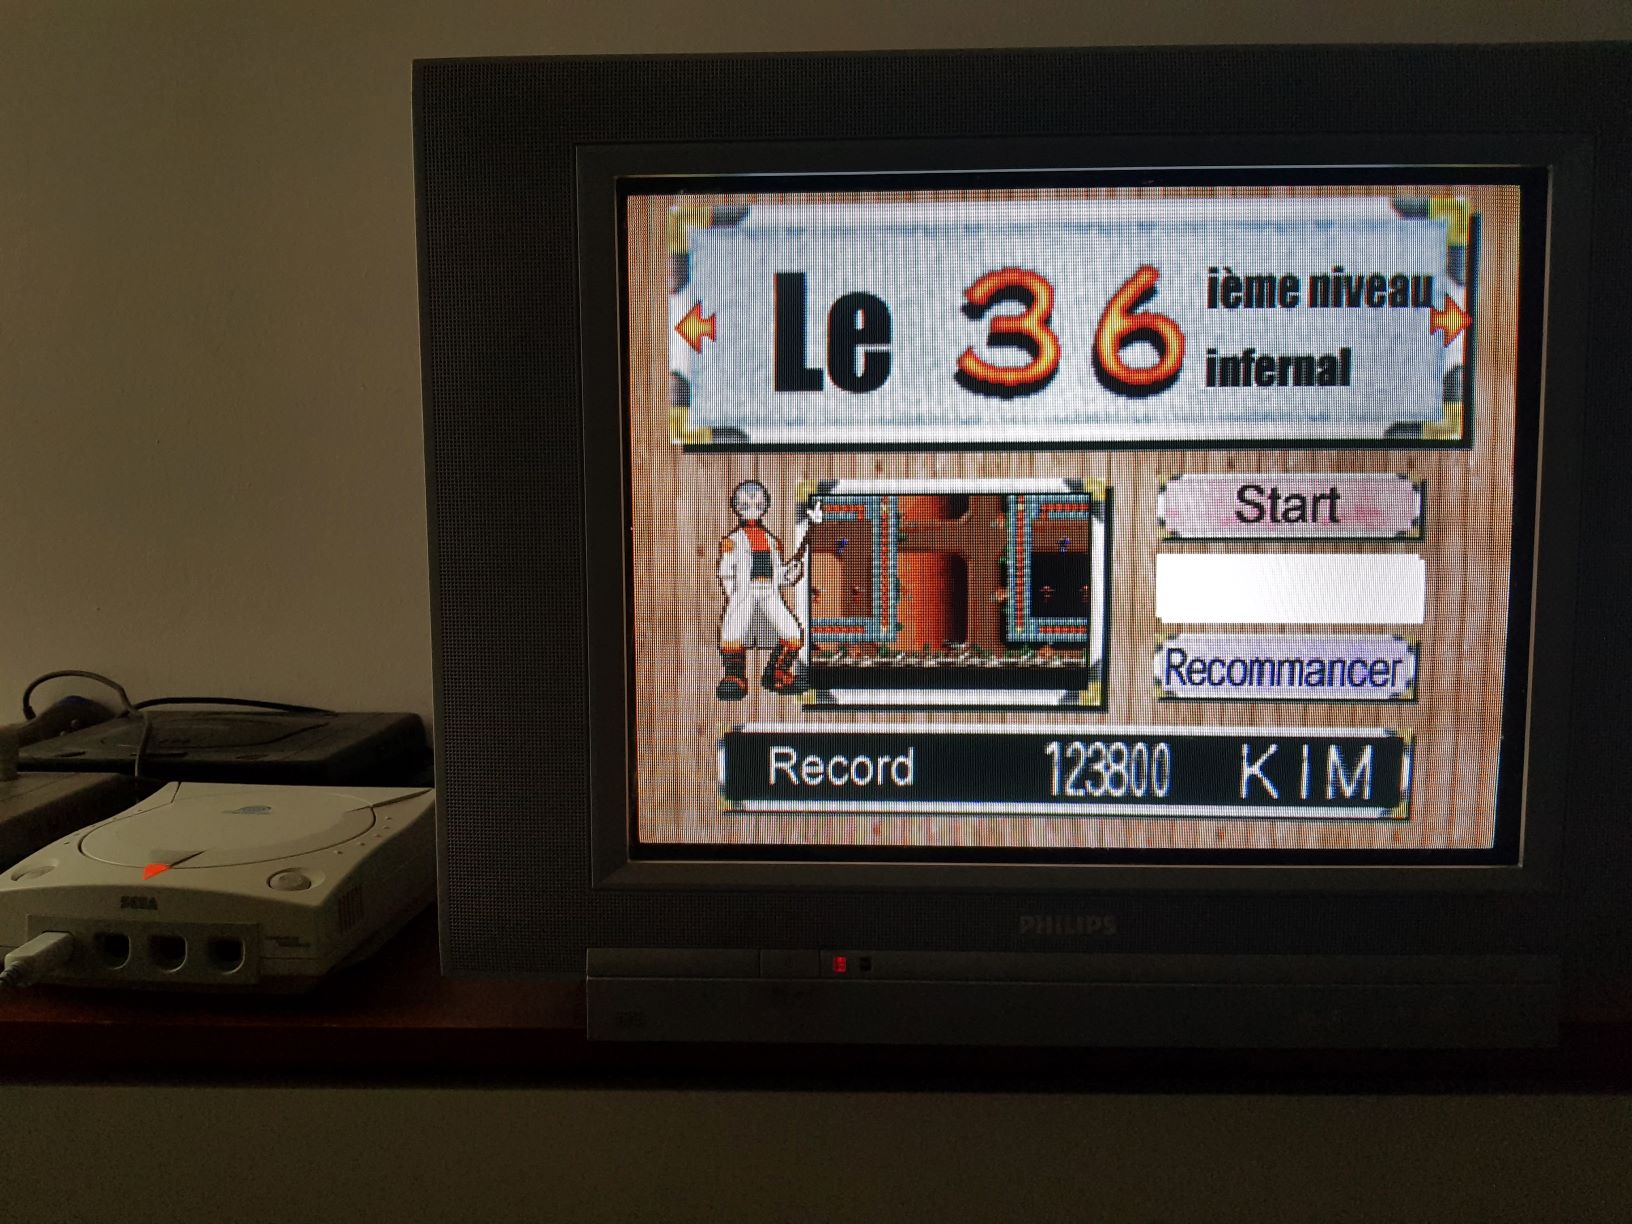 Le 36 ième niveau
infernal
Start
Recommancer
Record 123800 KIM
PHILIPS
SEGA